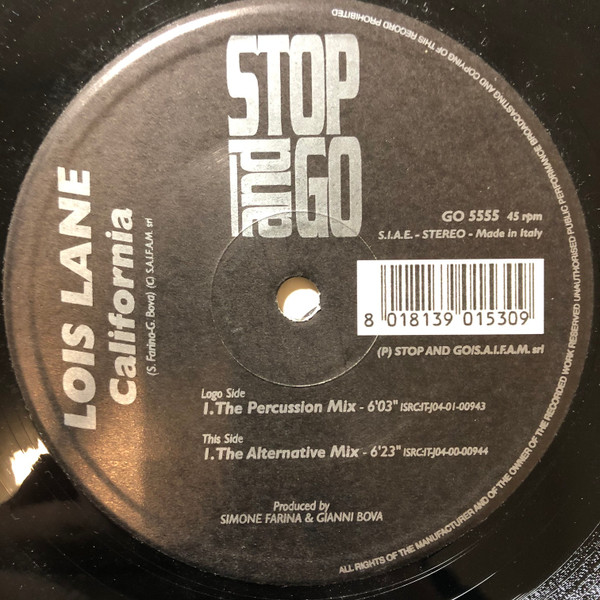 STOP
and
GO
GO 5555 45 rpm
S.I.A.E. - STEREO - Made in Italy
8 018139 015309
(P) STOP AND GO/S.A.I.F.A.M. srl
LOIS LANE
California
(S. Farina-G. Bova) (C) S.A.I.F.A.M. srl
Logo Side
1. The Percussion Mix - 6'03" ISRC:IT-J04-01-00943
This Side
1. The Alternative Mix - 6'23" ISRC:IT-J04-00-00944
Produced by
SIMONE FARINA & GIANNI BOVA
ALL RIGHTS OF THE MANUFACTURER AND OF THE OWNER OF THE RECORDED WORK RESERVED UNAUTHORISED PUBLIC PERFORMANCE BROADCASTING AND COPYING OF THIS RECORD PROHIBITED